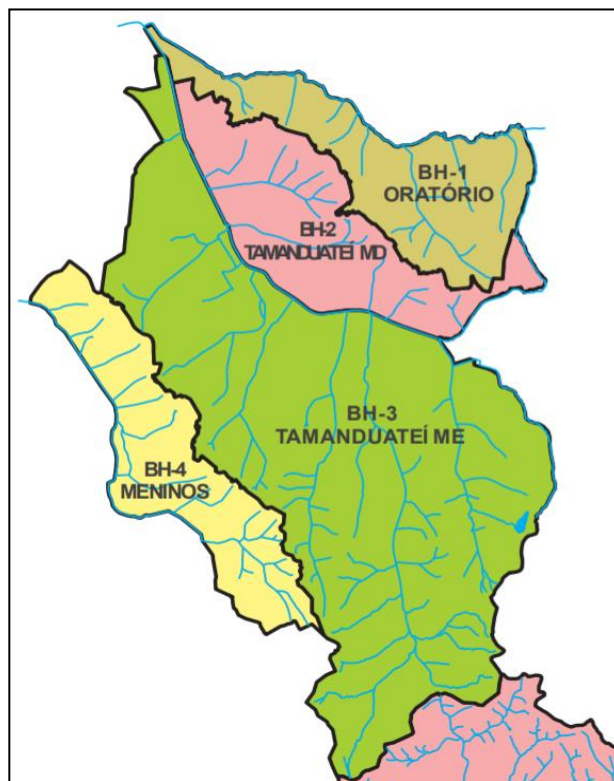 BH-1
ORATÓRIO
BH-2
TAMANDUATEÍ MD
BH-3
TAMANDUATEÍ ME
BH-4
MENINOS